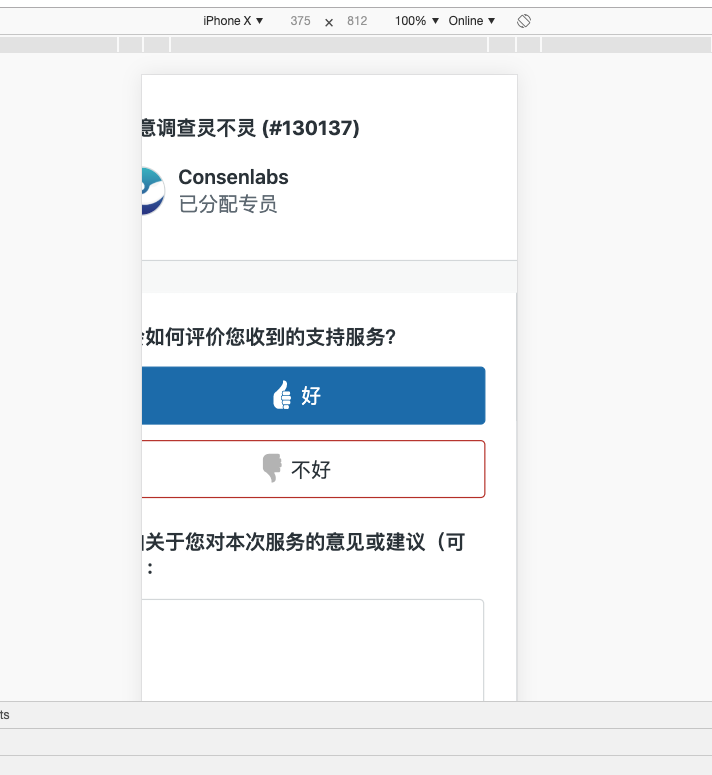 iPhone X ▼ 375 × 812 100% ▼ Online ▼
意调查灵不灵 (#130137)
Consenlabs
已分配专员
如何评价您收到的支持服务?
好
不好
关于您对本次服务的意见或建议（可
：
ts